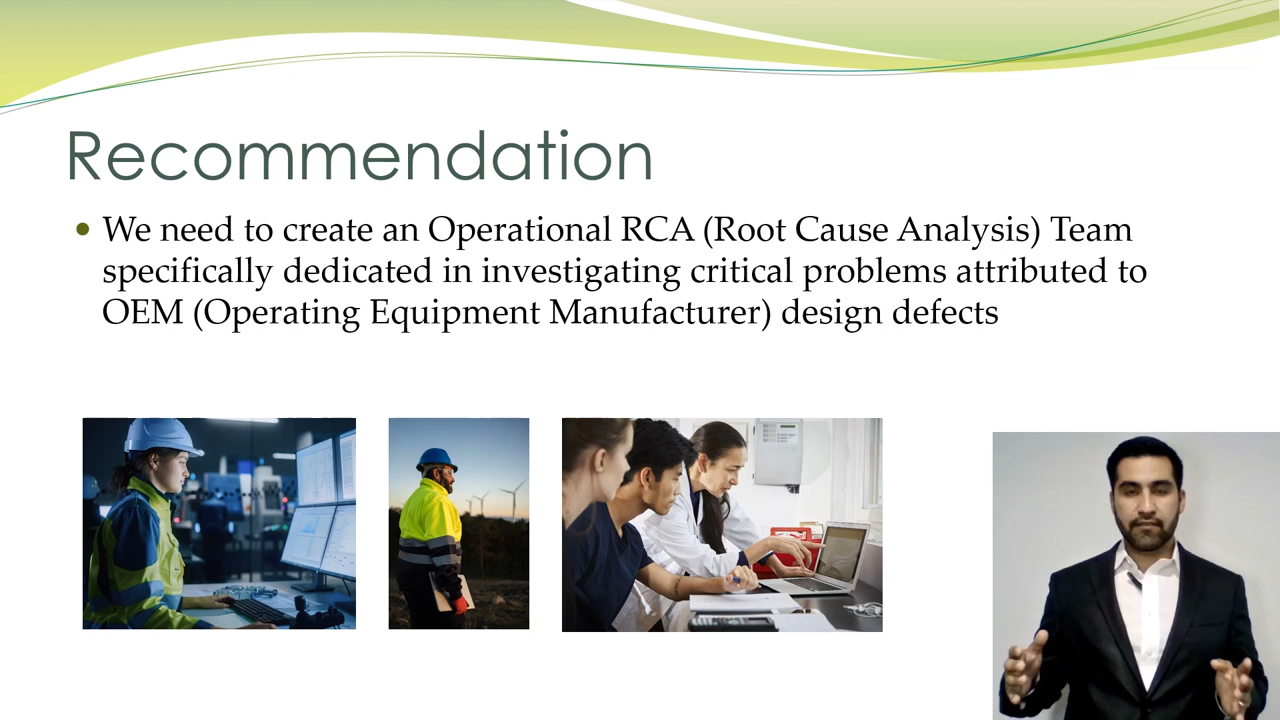 Recommendation
• We need to create an Operational RCA (Root Cause Analysis) Team
specifically dedicated in investigating critical problems attributed to
OEM (Operating Equipment Manufacturer) design defects